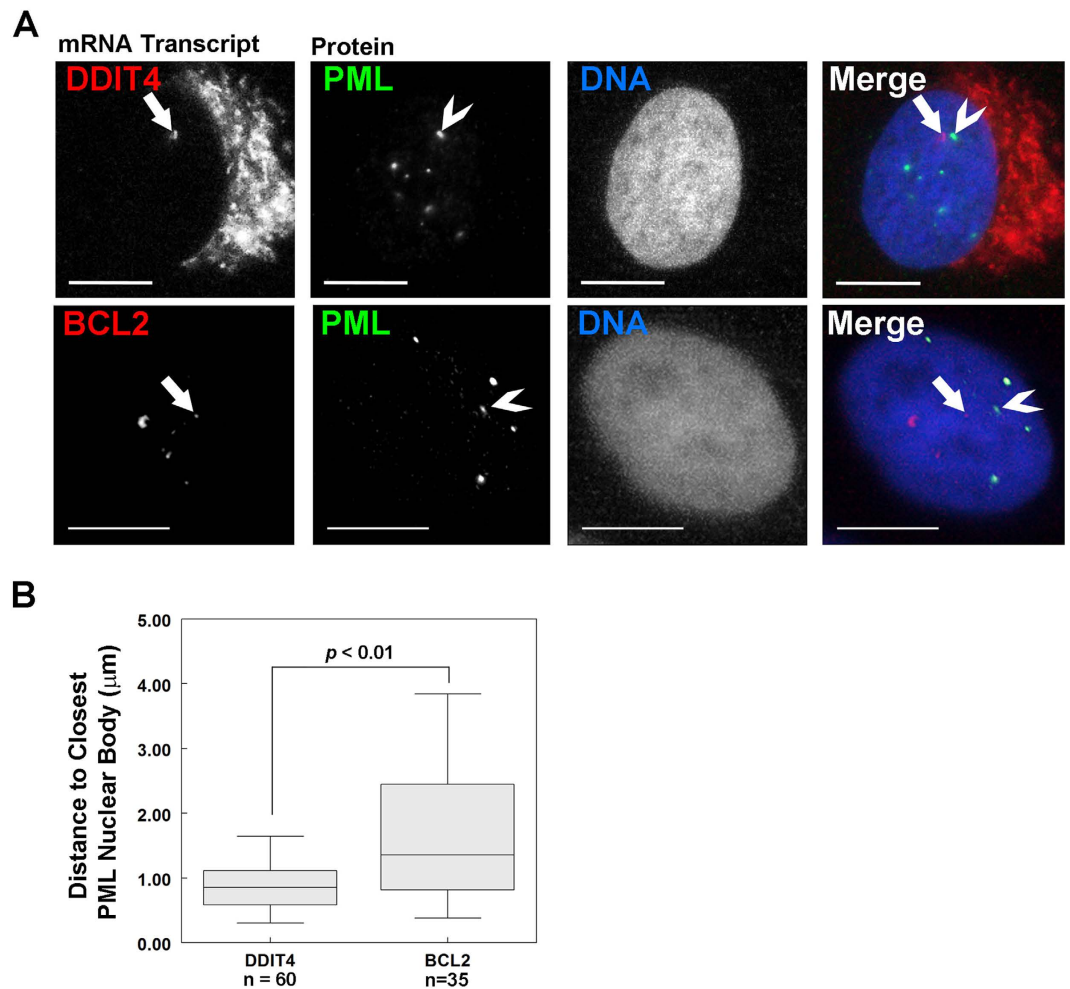 A
mRNA Transcript
Protein
DDIT4
PML
DNA
Merge
BCL2
PML
DNA
Merge
B
Distance to Closest
PML Nuclear Body (μm)
5.00
4.00
3.00
2.00
1.00
0.00
p < 0.01
DDIT4
n = 60
BCL2
n=35